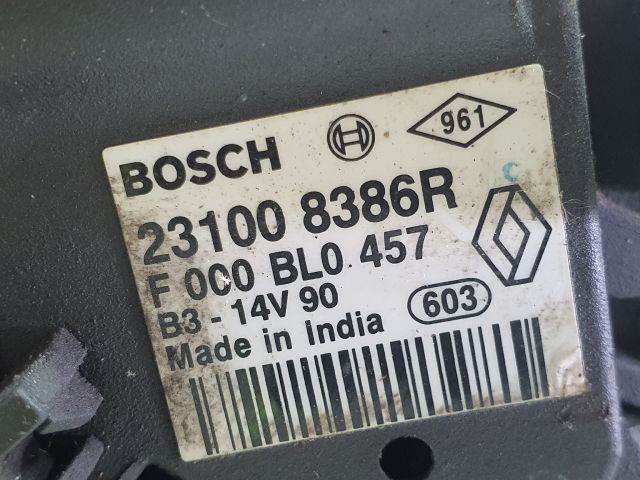 BOSCH
961
23100 8386R
F 000 BL0 457
B3 - 14V 90
603
Made in India